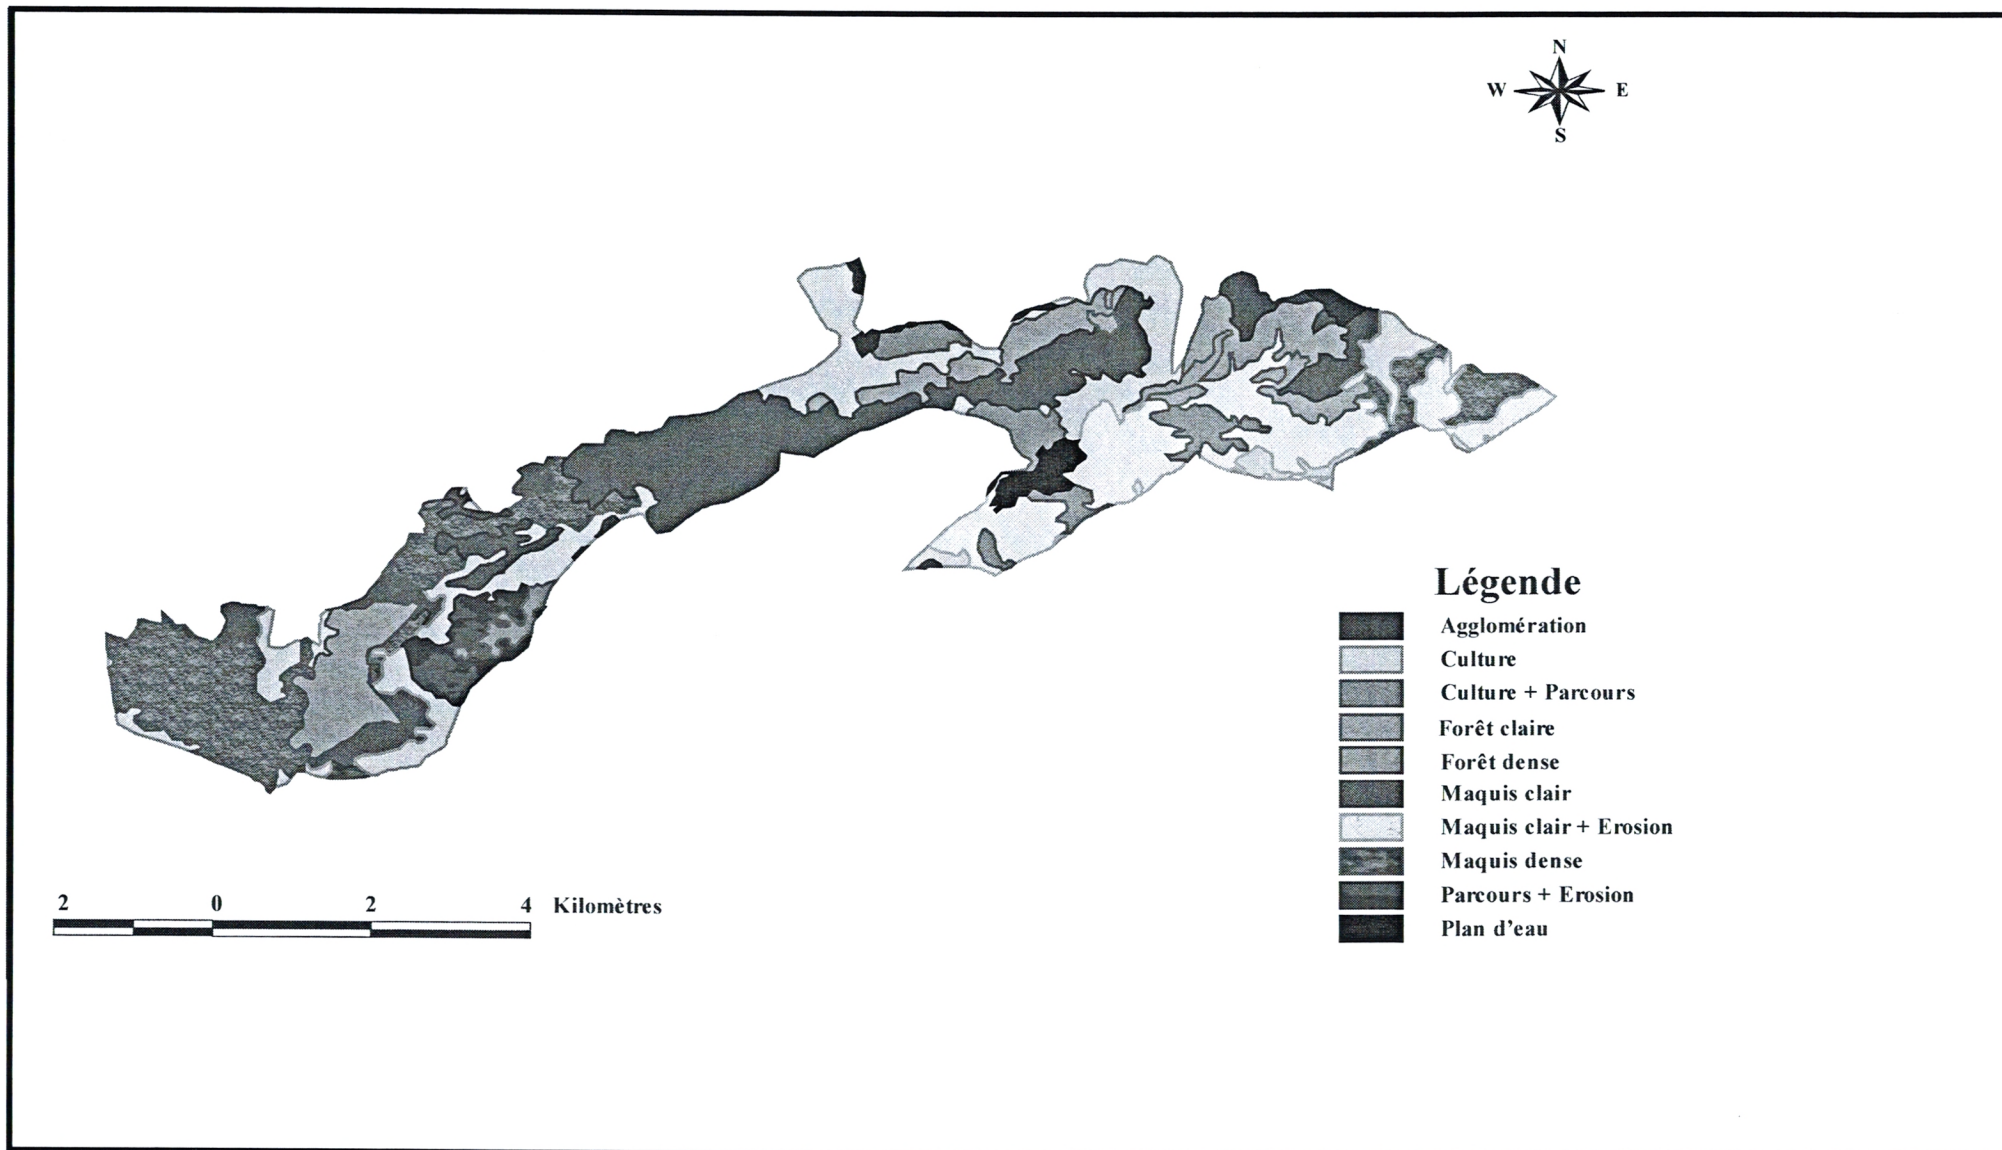 N
W E
S
Légende
Agglomération
Culture
Culture + Parcours
Forêt claire
Forêt dense
Maquis clair
Maquis clair + Erosion
Maquis dense
Parcours + Erosion
Plan d'eau
2 0 2 4 Kilomètres